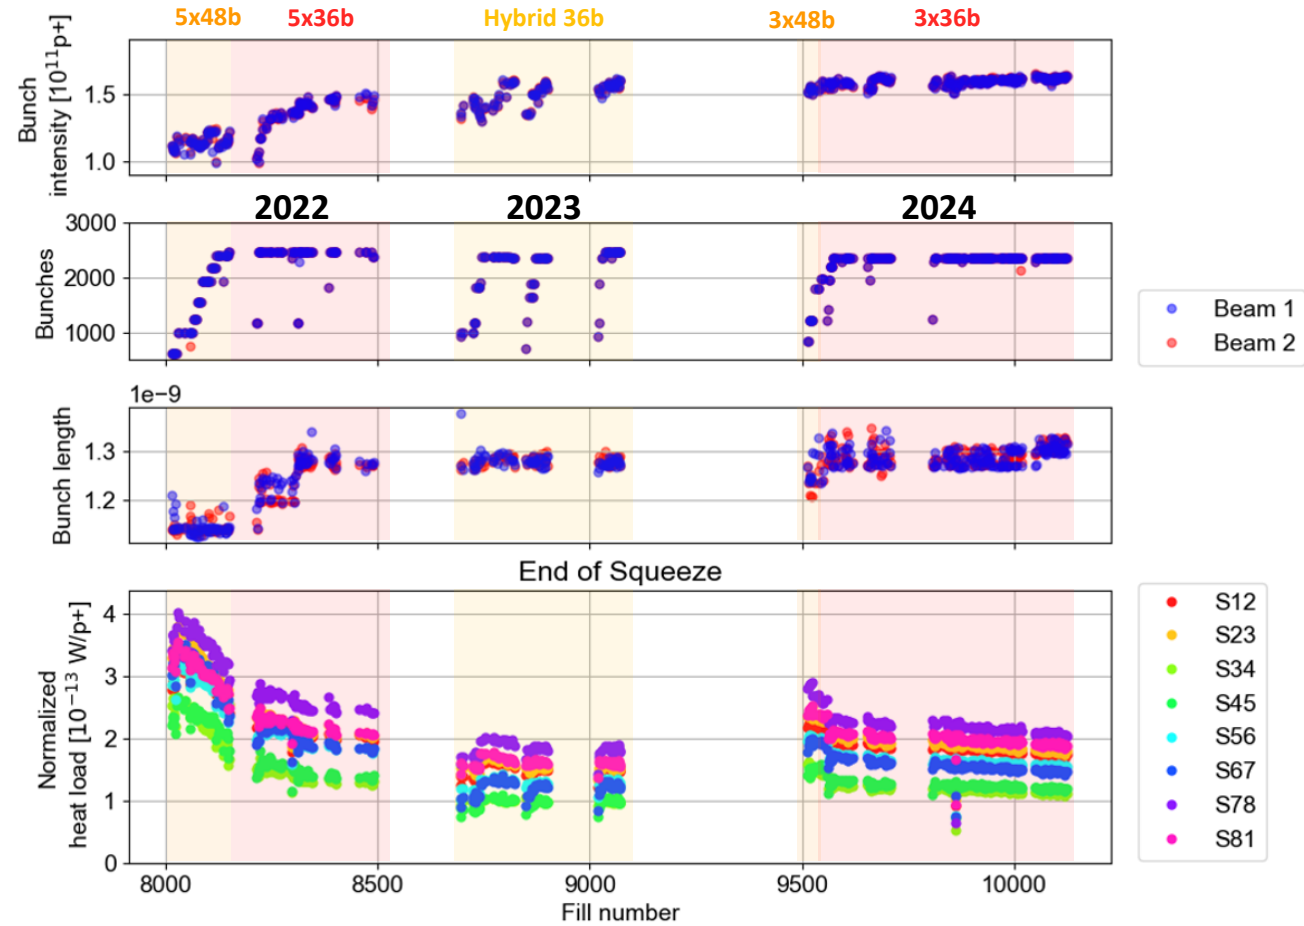 5x48b 5x36b Hybrid 36b 3x48b 3x36b
Bunch
intensity [10¹¹p+]
1.5
1.0
2022 2023 2024
Bunches
3000
2000
1000
Beam 1
Beam 2
1e−9
Bunch length
1.3
1.2
End of Squeeze
Normalized
heat load [10⁻¹³ W/p+]
4
3
2
1
0
8000 8500 9000 9500 10000
Fill number
S12
S23
S34
S45
S56
S67
S78
S81